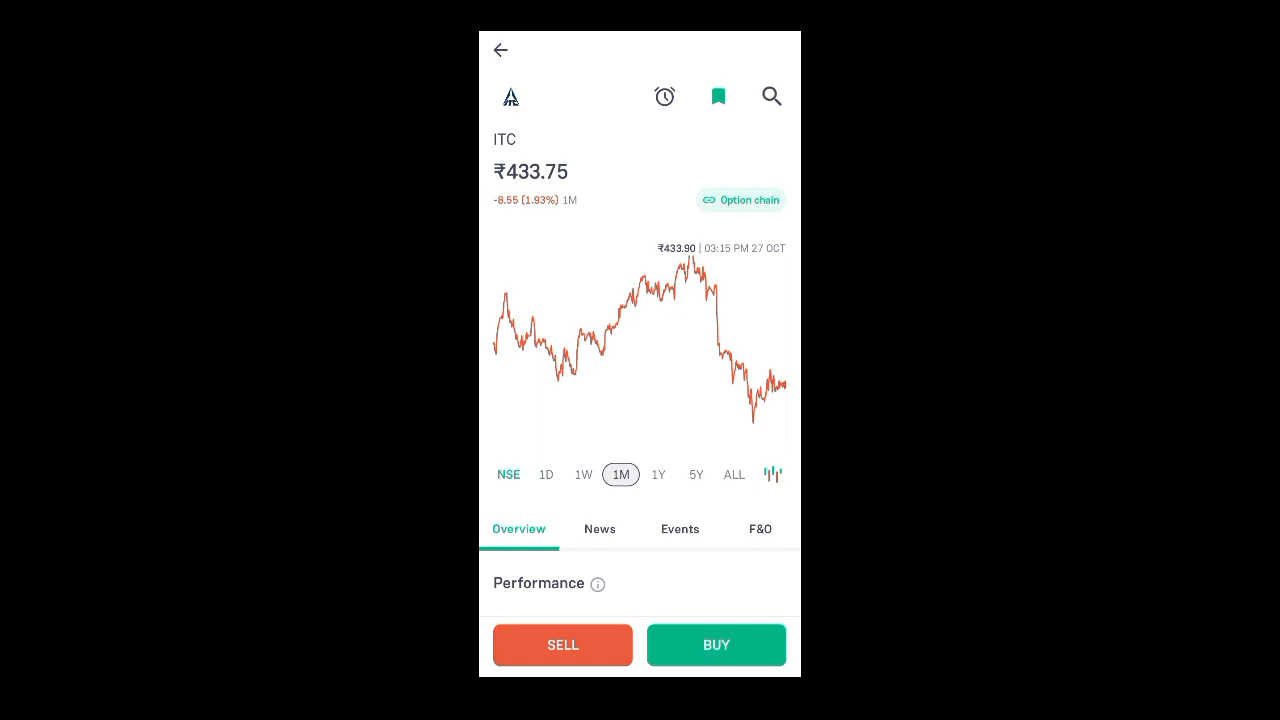 ITC
ITC
₹433.75
-8.55 (1.93%) 1M
Option chain
₹433.90 | 03:15 PM 27 OCT
NSE 1D 1W 1M 1Y 5Y ALL
Overview News Events F&O
Performance
SELL BUY